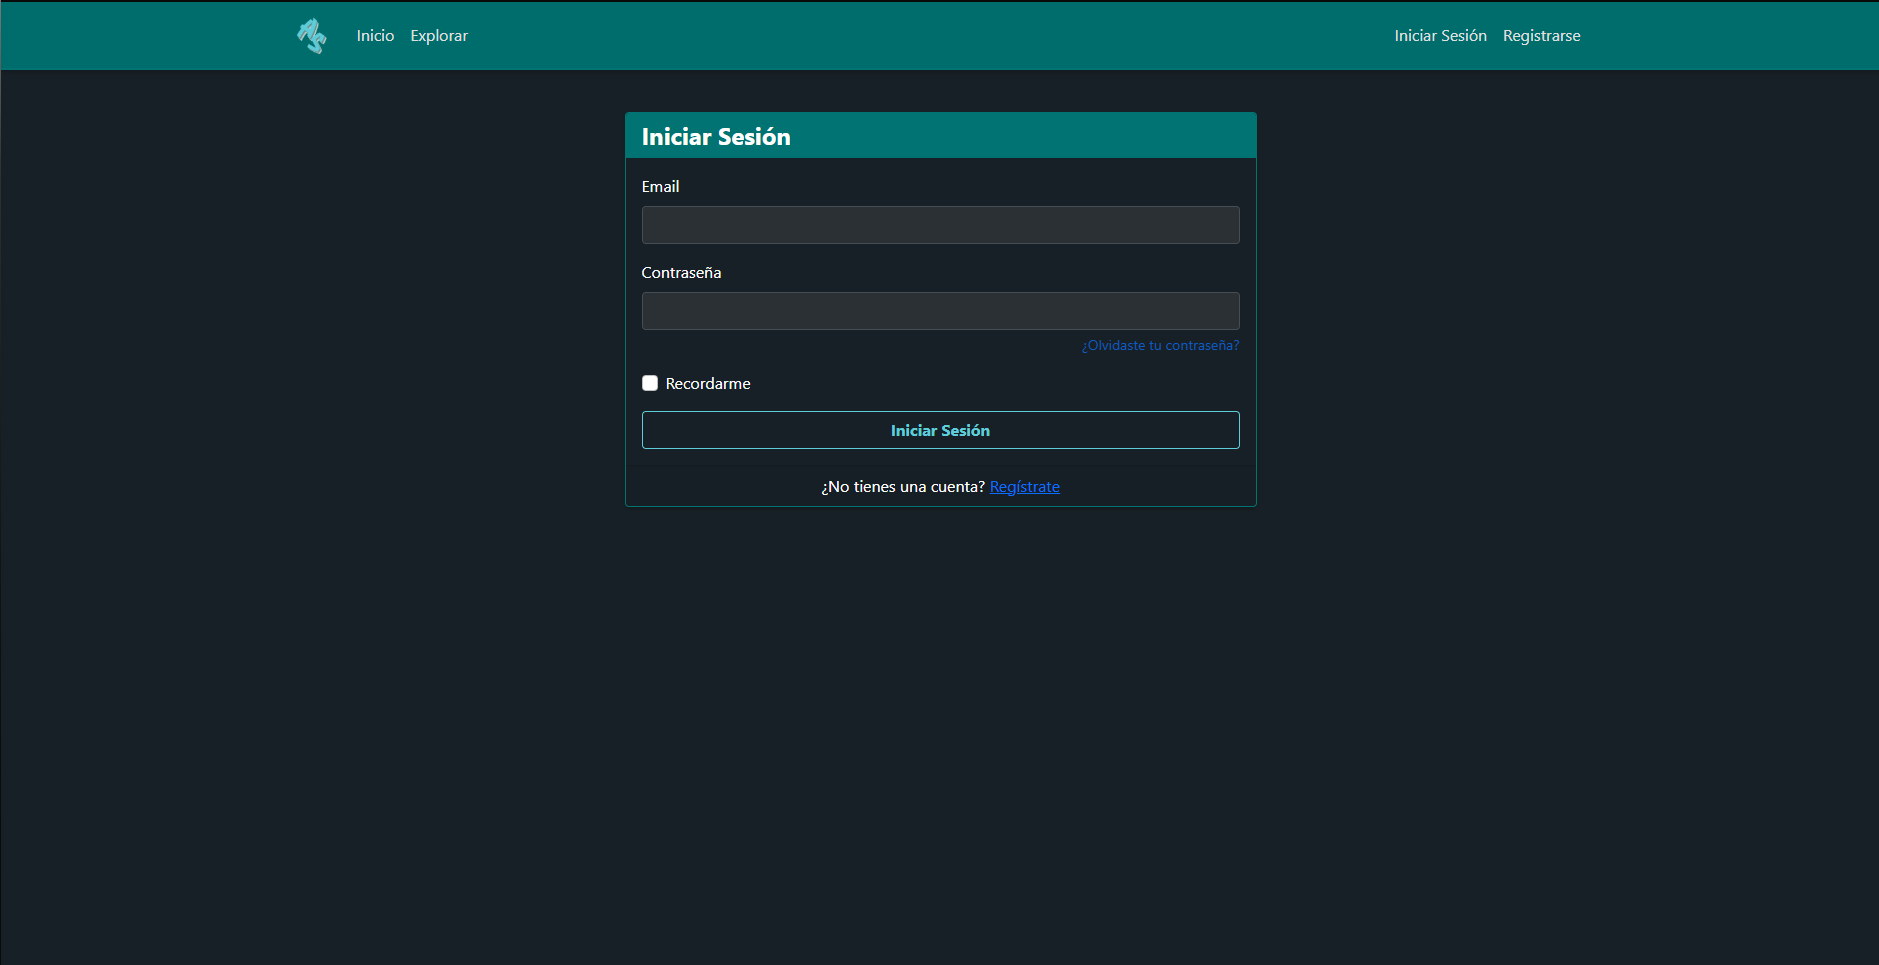 Inicio Explorar Iniciar Sesión Registrarse
Iniciar Sesión
Email
Contraseña
¿Olvidaste tu contraseña?
Recordarme
Iniciar Sesión
¿No tienes una cuenta? Regístrate